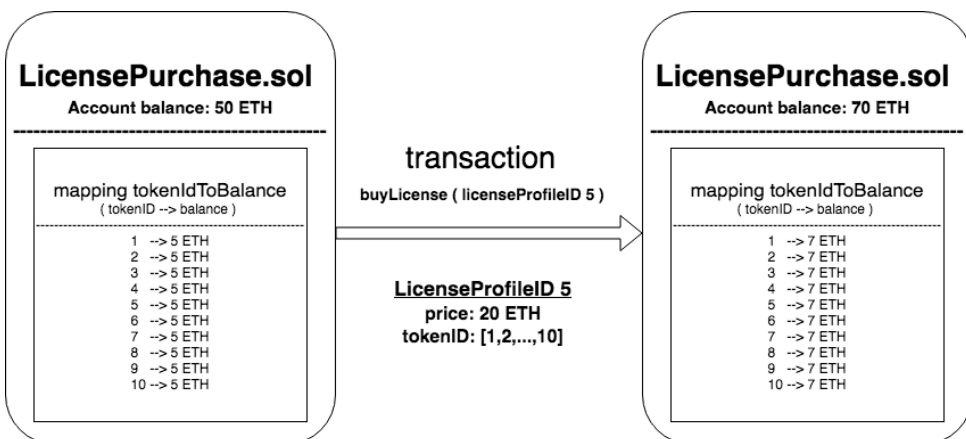 LicensePurchase.sol
Account balance: 50 ETH
mapping tokenIdToBalance
( tokenID --> balance )
1 --> 5 ETH
2 --> 5 ETH
3 --> 5 ETH
4 --> 5 ETH
5 --> 5 ETH
6 --> 5 ETH
7 --> 5 ETH
8 --> 5 ETH
9 --> 5 ETH
10 --> 5 ETH
transaction
buyLicense ( licenseProfileID 5 )
LicenseProfileID 5
price: 20 ETH
tokenID: [1,2,...,10]
LicensePurchase.sol
Account balance: 70 ETH
mapping tokenIdToBalance
( tokenID --> balance )
1 --> 7 ETH
2 --> 7 ETH
3 --> 7 ETH
4 --> 7 ETH
5 --> 7 ETH
6 --> 7 ETH
7 --> 7 ETH
8 --> 7 ETH
9 --> 7 ETH
10 --> 7 ETH